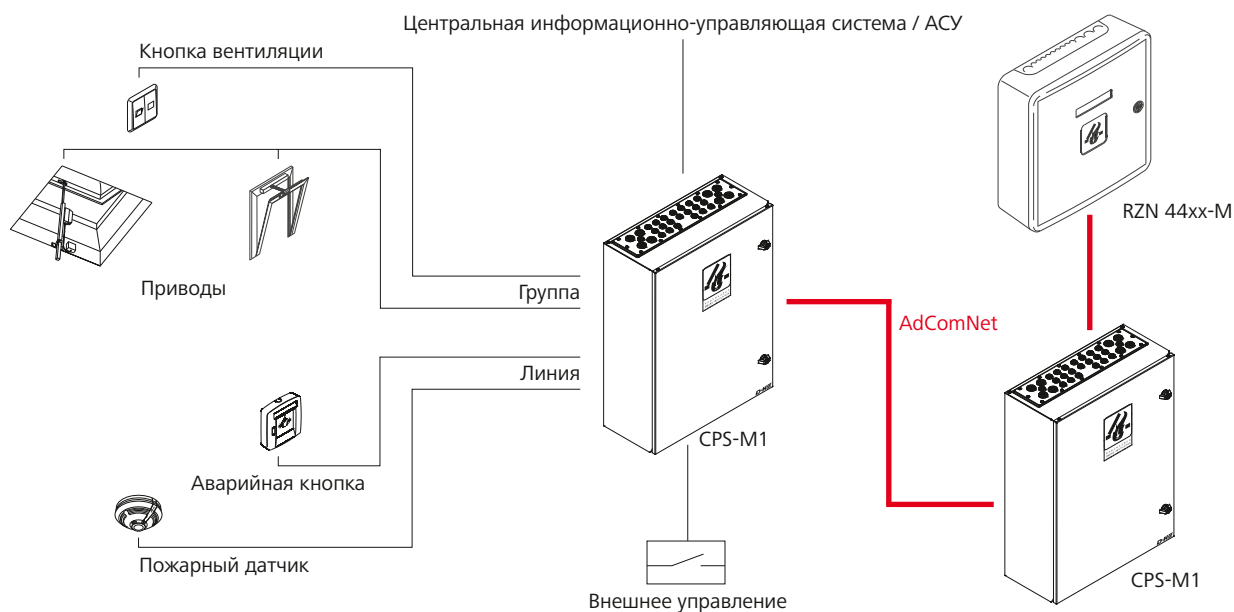 Центральная информационно-управляющая система / АСУ
Кнопка вентиляции
RZN 44xx-M
Приводы
Группа
AdComNet
Линия
CPS-M1
Аварийная кнопка
Пожарный датчик
CPS-M1
Внешнее управление